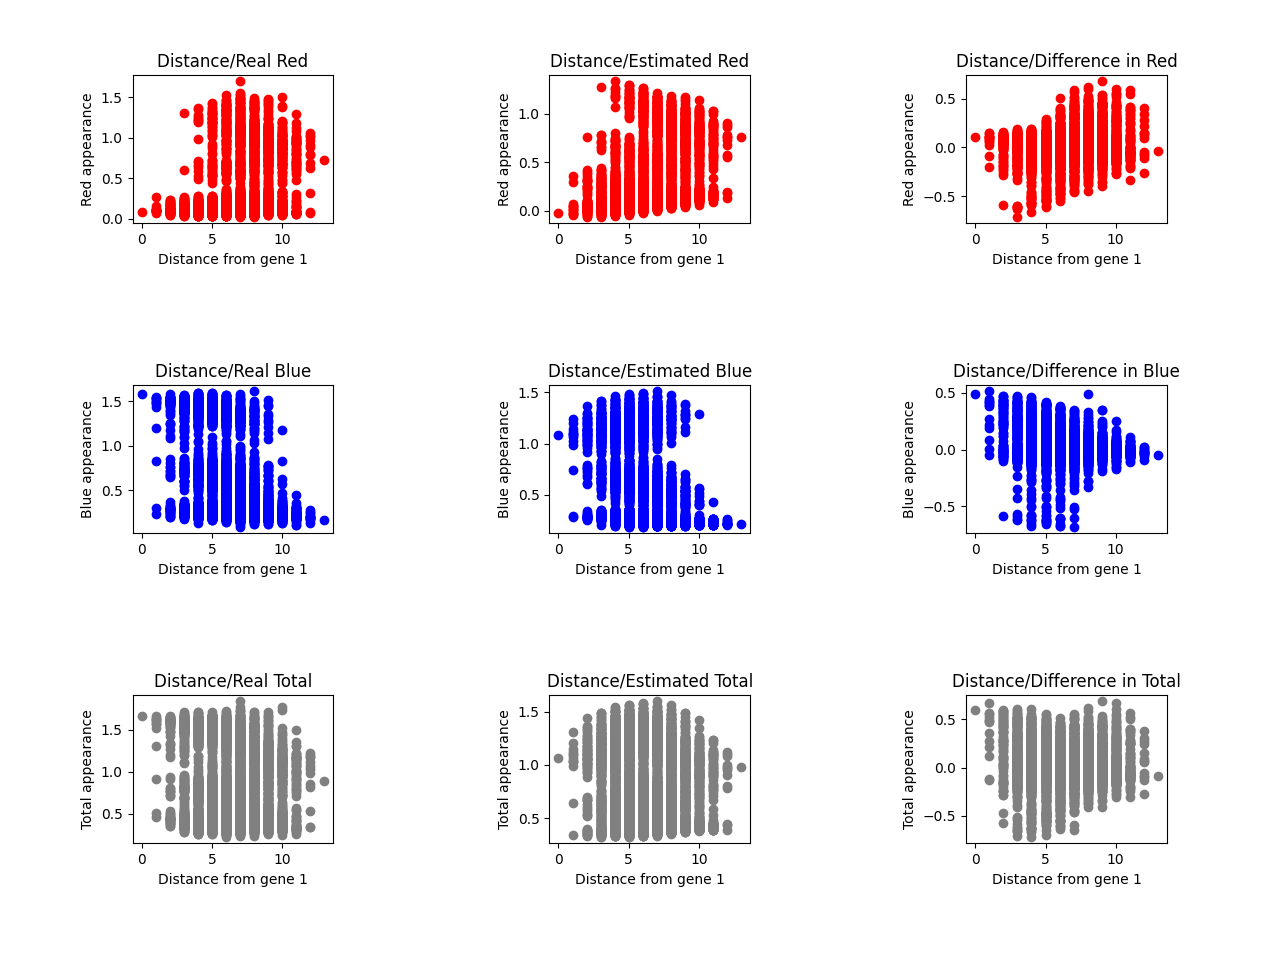 Distance/Real Red
Distance/Estimated Red
Distance/Difference in Red
Red appearance
1.5
1.0
0.5
0.0
0
5
10
Distance from gene 1
Red appearance
1.0
0.5
0.0
0
5
10
Distance from gene 1
Red appearance
0.5
0.0
−0.5
0
5
10
Distance from gene 1
Distance/Real Blue
Distance/Estimated Blue
Distance/Difference in Blue
Blue appearance
1.5
1.0
0.5
0
5
10
Distance from gene 1
Blue appearance
1.5
1.0
0.5
0
5
10
Distance from gene 1
Blue appearance
0.5
0.0
−0.5
0
5
10
Distance from gene 1
Distance/Real Total
Distance/Estimated Total
Distance/Difference in Total
Total appearance
1.5
1.0
0.5
0
5
10
Distance from gene 1
Total appearance
1.5
1.0
0.5
0
5
10
Distance from gene 1
Total appearance
0.5
0.0
−0.5
0
5
10
Distance from gene 1